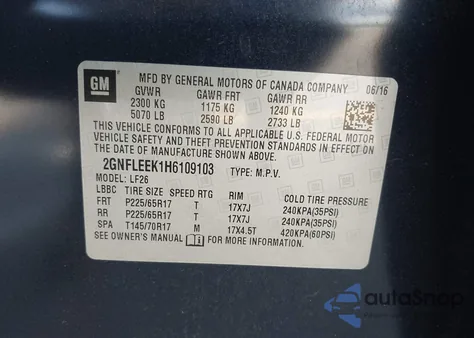 GM
MFD BY GENERAL MOTORS OF CANADA COMPANY 06/16
GVWR GAWR FRT GAWR RR
2300 KG 1175 KG 1240 KG
5070 LB 2590 LB 2733 LB
THIS VEHICLE CONFORMS TO ALL APPLICABLE U.S. FEDERAL MOTOR
VEHICLE SAFETY AND THEFT PREVENTION STANDARDS IN EFFECT ON
THE DATE OF MANUFACTURE SHOWN ABOVE.
2GNFLEEK1H6109103 TYPE: M.P.V.
MODEL: LF26
LBBC TIRE SIZE SPEED RTG RIM COLD TIRE PRESSURE
FRT P225/65R17 T 17X7J 240KPA(35PSI)
RR P225/65R17 T 17X7J 240KPA(35PSI)
SPA T145/70R17 M 17X4.5T 420KPA(60PSI)
SEE OWNER'S MANUAL FOR MORE INFORMATION.
autoSnap